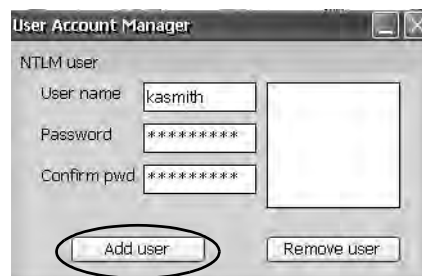 User Account Manager
NTLM user
User name kasmith
Password *********
Confirm pwd *********
Add user Remove user